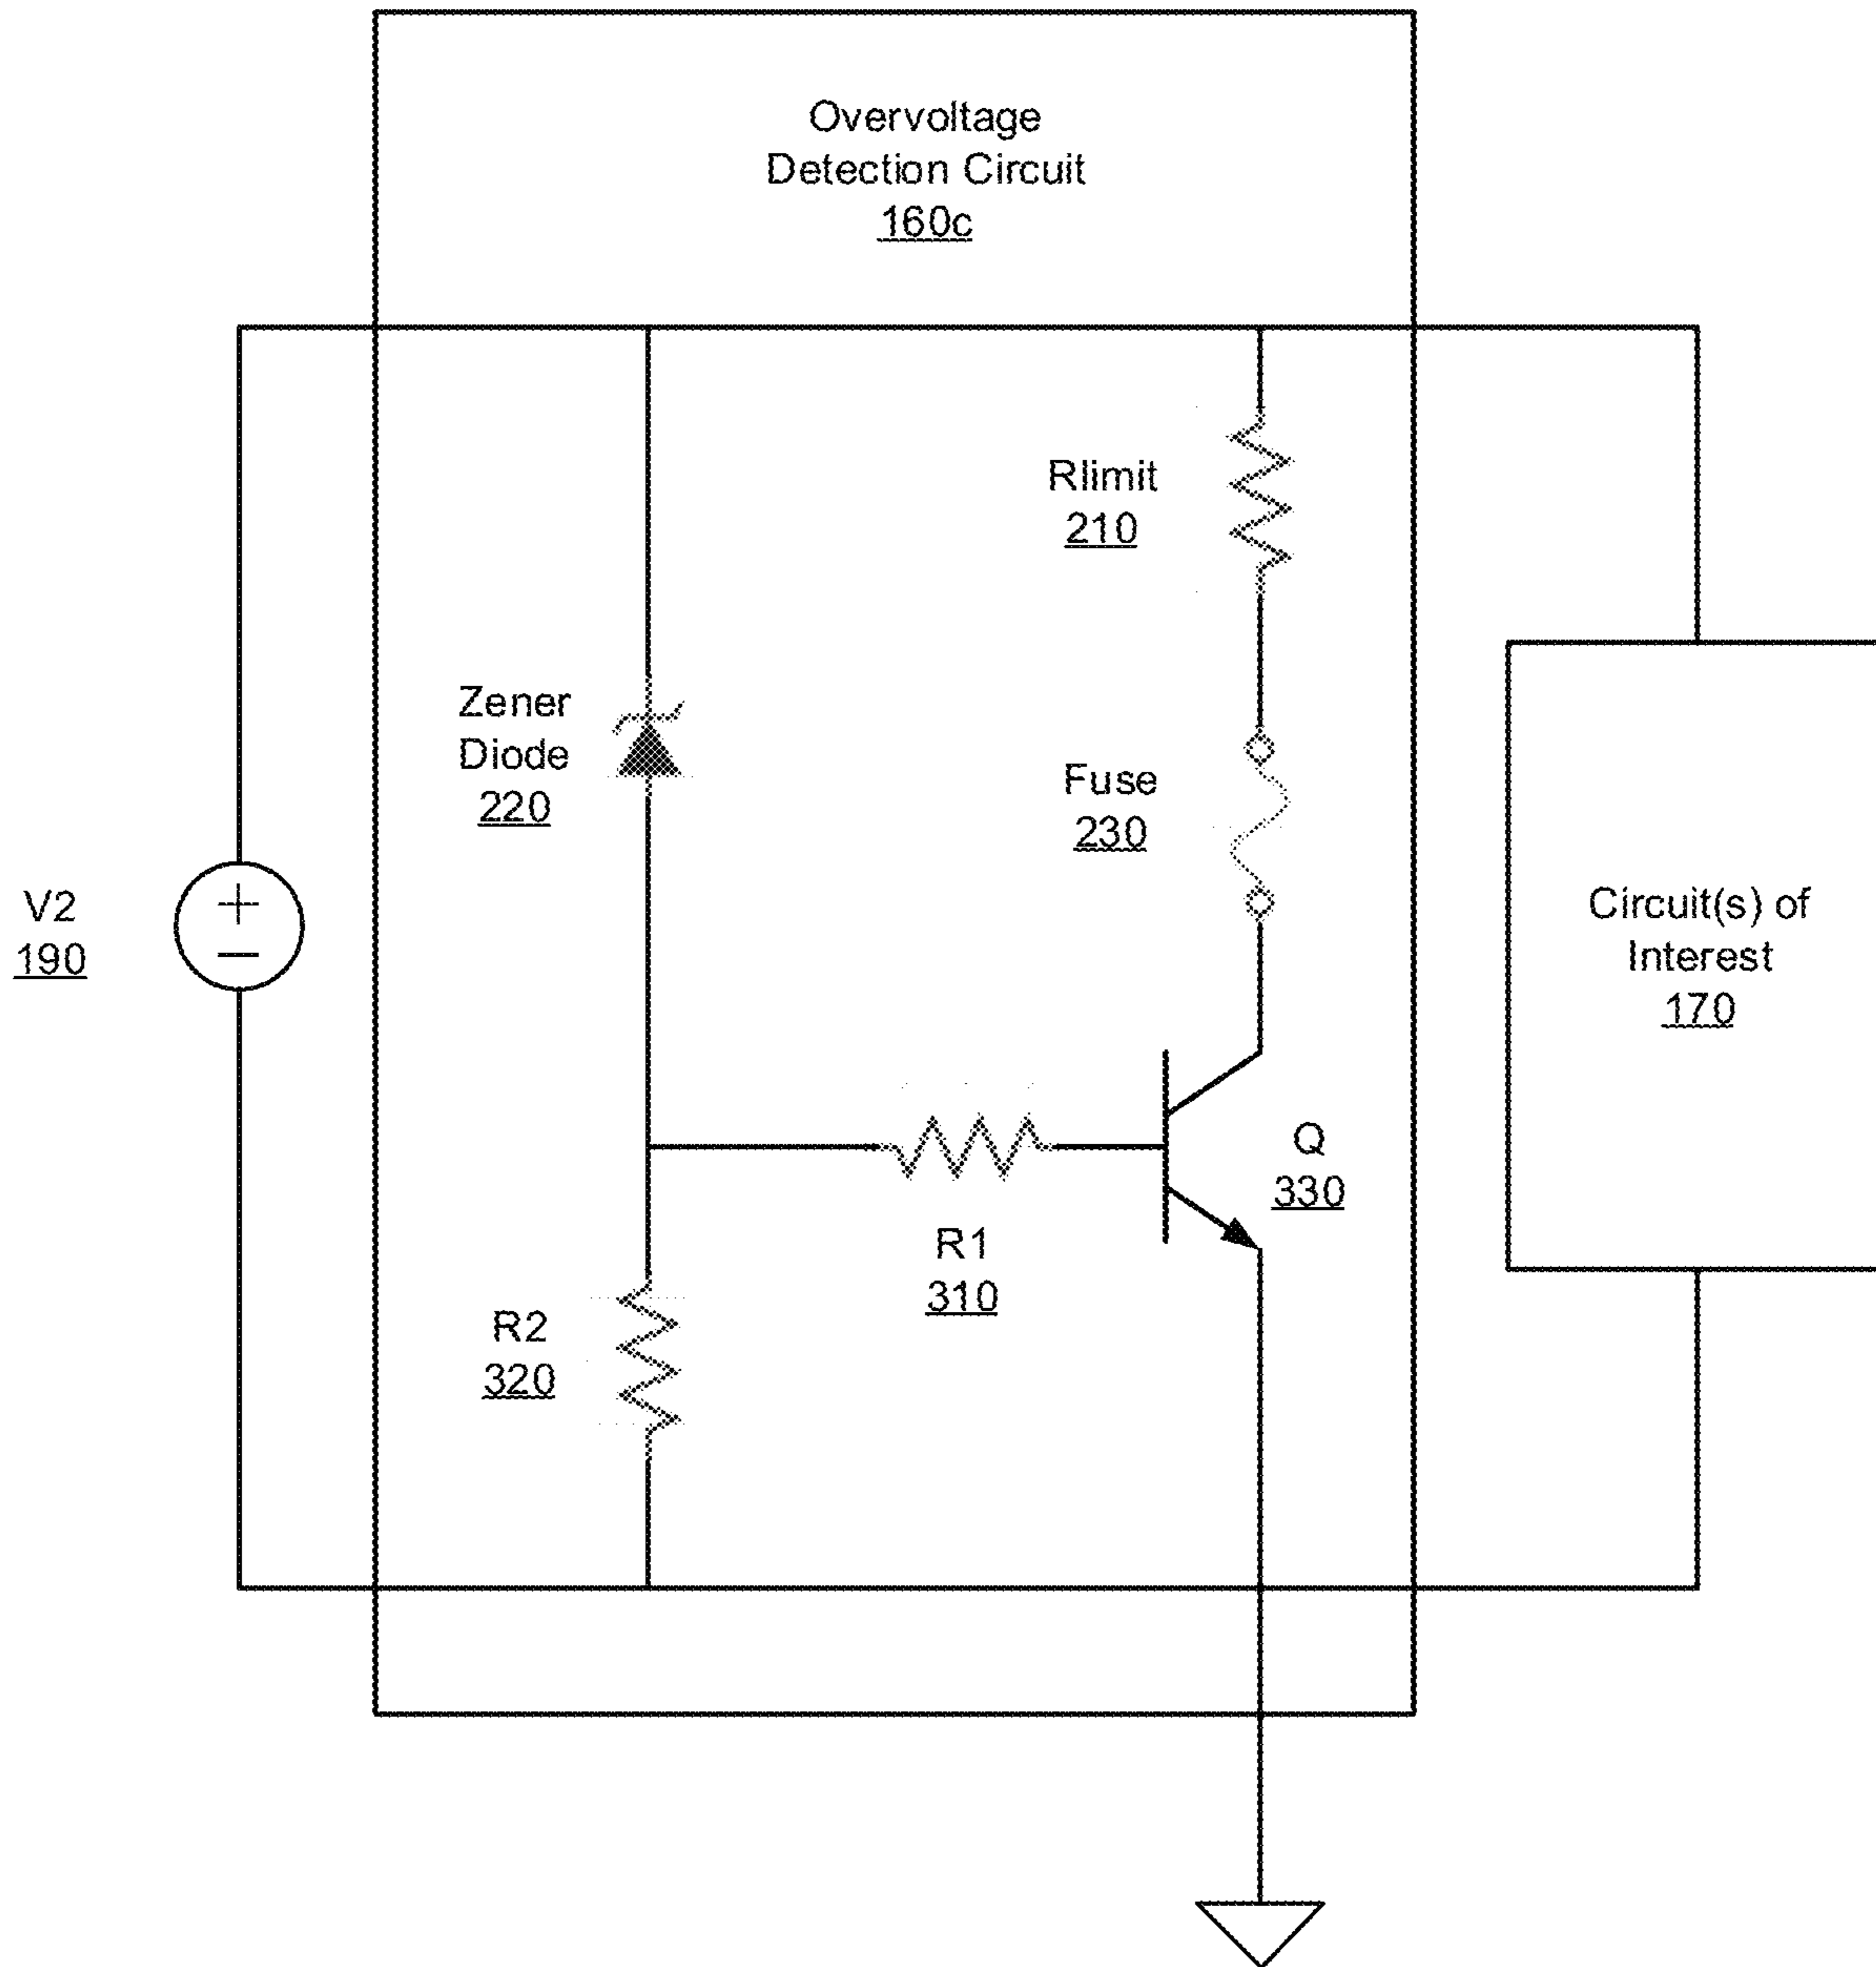 Overvoltage
Detection Circuit
160c
Rlimit
210
Zener
Diode
220
Fuse
230
V2
190
+
−
Circuit(s) of
Interest
170
Q
330
R1
310
R2
320